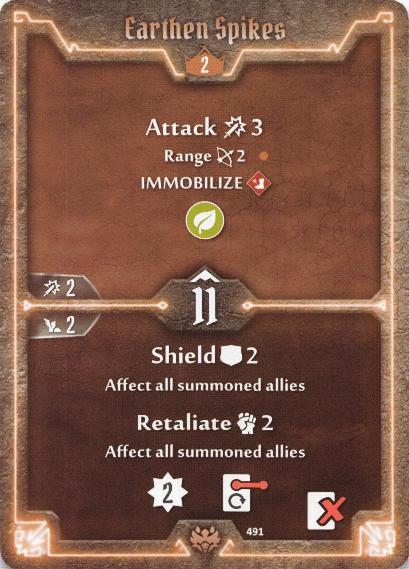 Earthen Spikes
2
Attack 3
Range 2
IMMOBILIZE
2
11
2
Shield 2
Affect all summoned allies
Retaliate 2
Affect all summoned allies
2
491